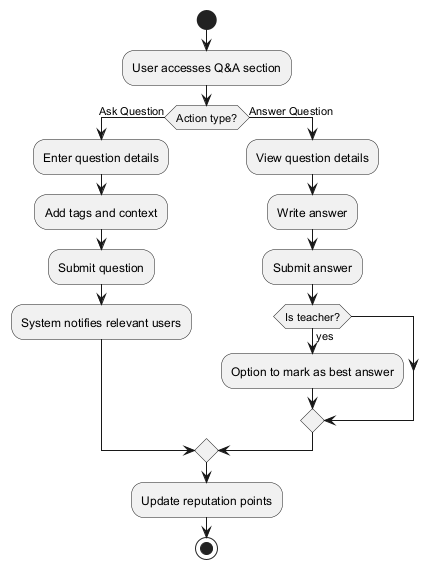 User accesses Q&A section
Action type?
Ask Question
Answer Question
Enter question details
Add tags and context
Submit question
System notifies relevant users
View question details
Write answer
Submit answer
Is teacher?
yes
Option to mark as best answer
Update reputation points